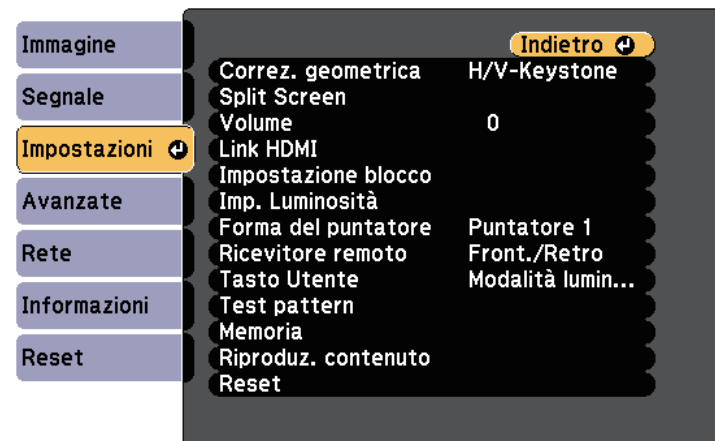 Immagine
Segnale
Impostazioni
Avanzate
Rete
Informazioni
Reset
Indietro
Correz. geometrica H/V-Keystone
Split Screen
Volume 0
Link HDMI
Impostazione blocco
Imp. Luminosità
Forma del puntatore Puntatore 1
Ricevitore remoto Front./Retro
Tasto Utente Modalità lumin...
Test pattern
Memoria
Riproduz. contenuto
Reset